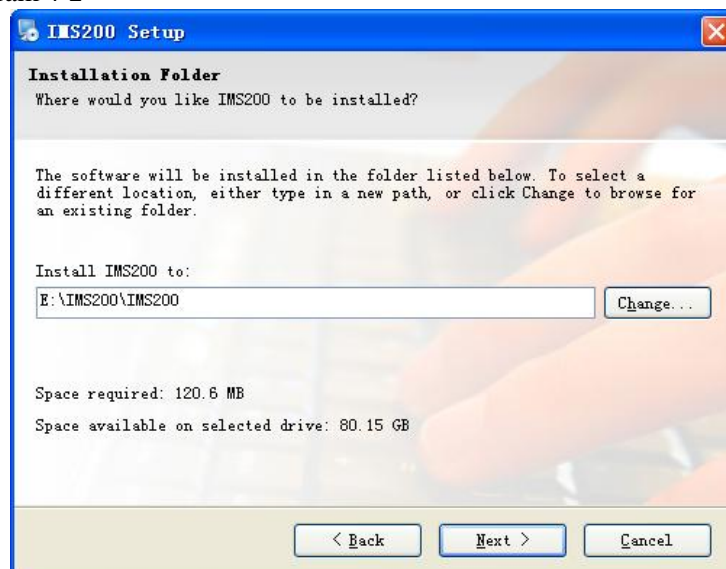 IMS200 Setup
Installation Folder
Where would you like IMS200 to be installed?
The software will be installed in the folder listed below. To select a
different location, either type in a new path, or click Change to browse for
an existing folder.
Install IMS200 to:
E:\IMS200\IMS200
Change...
Space required: 120.6 MB
Space available on selected drive: 80.15 GB
< Back
Next >
Cancel